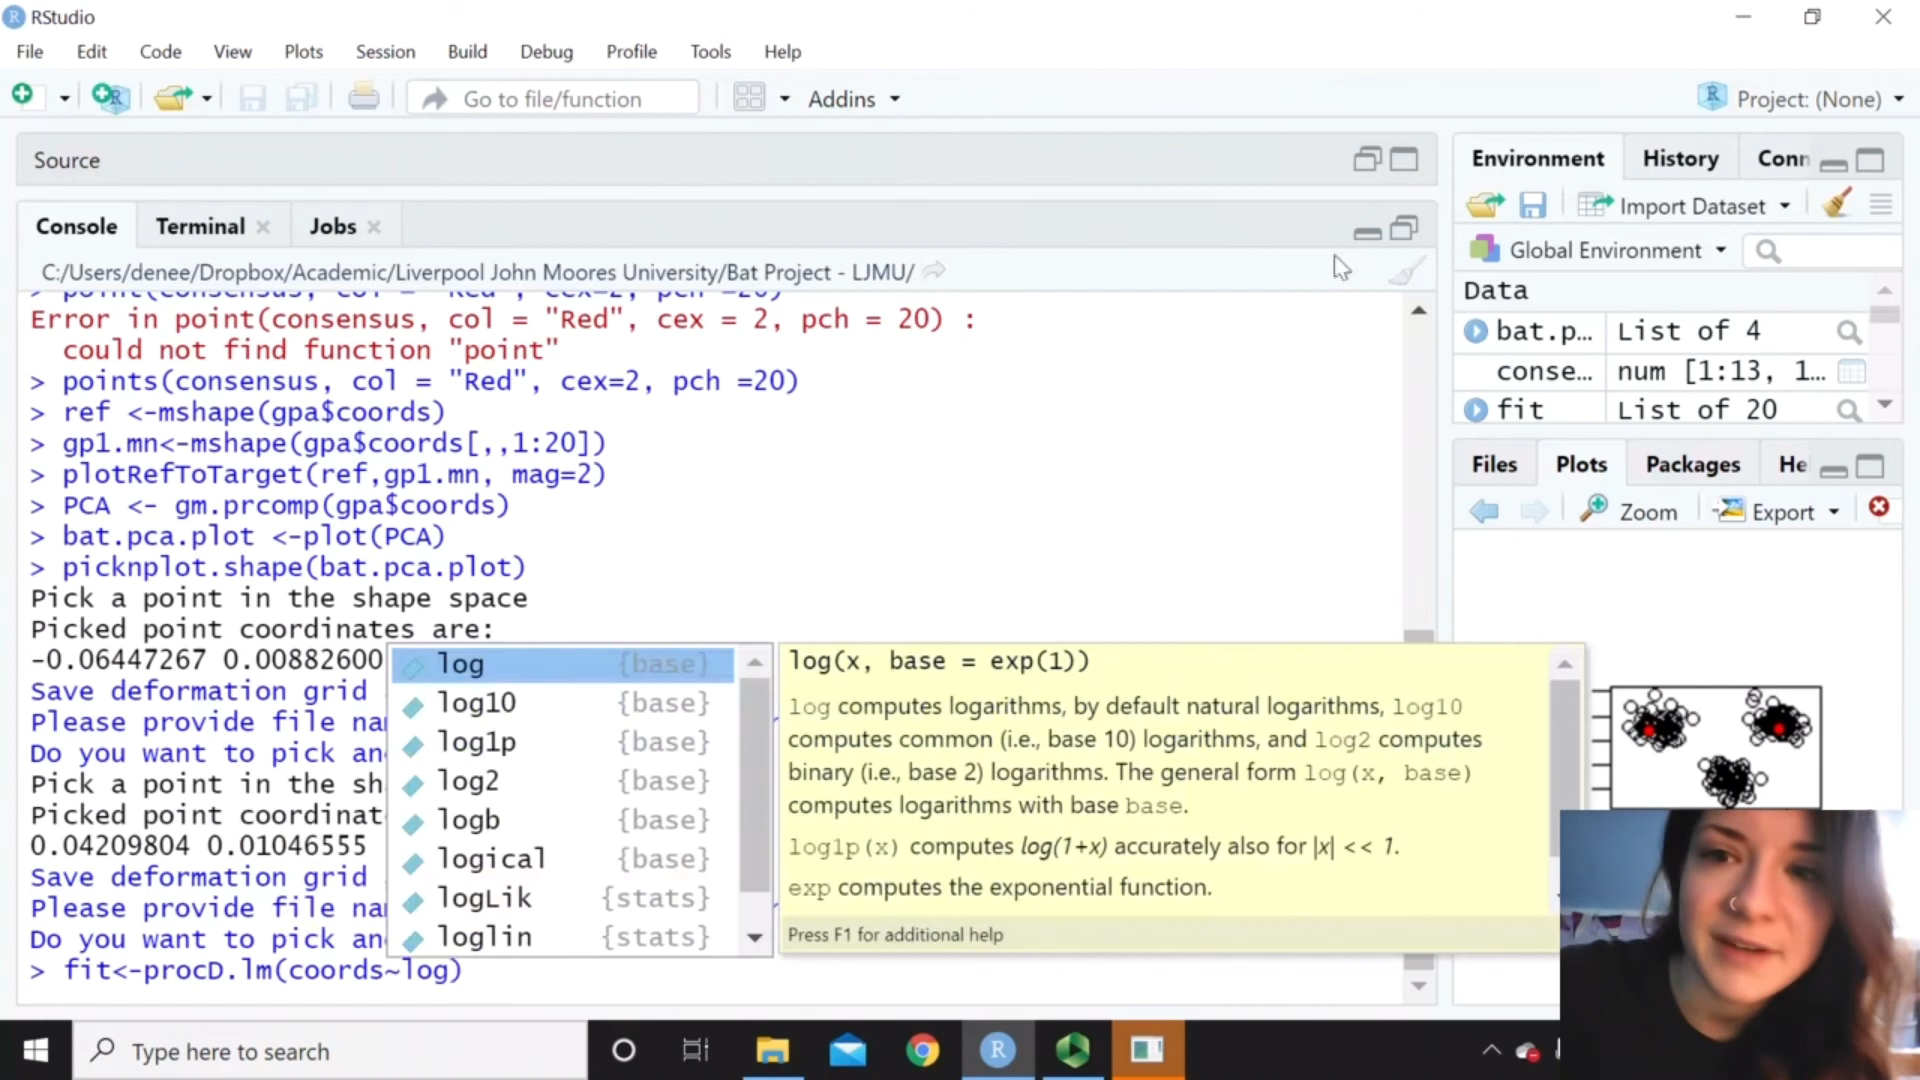 RStudio
File Edit Code View Plots Session Build Debug Profile Tools Help
Go to file/function Addins Project: (None)
Source
Console Terminal Jobs
C:/Users/denee/Dropbox/Academic/Liverpool John Moores University/Bat Project - LJMU/
> point(consensus, col = "Red", cex=2, pch =20)
Error in point(consensus, col = "Red", cex = 2, pch = 20) :
could not find function "point"
> points(consensus, col = "Red", cex=2, pch =20)
> ref <-mshape(gpa$coords)
> gp1.mn<-mshape(gpa$coords[,,1:20])
> plotRefToTarget(ref,gp1.mn, mag=2)
> PCA <- gm.prcomp(gpa$coords)
> bat.pca.plot <-plot(PCA)
> picknplot.shape(bat.pca.plot)
Pick a point in the shape space
Picked point coordinates are:
-0.06447267 0.00882600
Save deformation grid
Please provide file na
Do you want to pick an
Pick a point in the sh
Picked point coordinat
0.04209804 0.01046555
Save deformation grid
Please provide file na
Do you want to pick an
> fit<-procD.lm(coords~log)
log {base}
log10 {base}
log1p {base}
log2 {base}
logb {base}
logical {base}
logLik {stats}
loglin {stats}
log(x, base = exp(1))
log computes logarithms, by default natural logarithms, log10
computes common (i.e., base 10) logarithms, and log2 computes
binary (i.e., base 2) logarithms. The general form log(x, base)
computes logarithms with base base.
log1p(x) computes log(1+x) accurately also for |x| << 1.
exp computes the exponential function.
Press F1 for additional help
Environment History Conn
Import Dataset
Global Environment
Data
bat.p… List of 4
conse… num [1:13, 1…
fit List of 20
Files Plots Packages He
Zoom Export
Type here to search